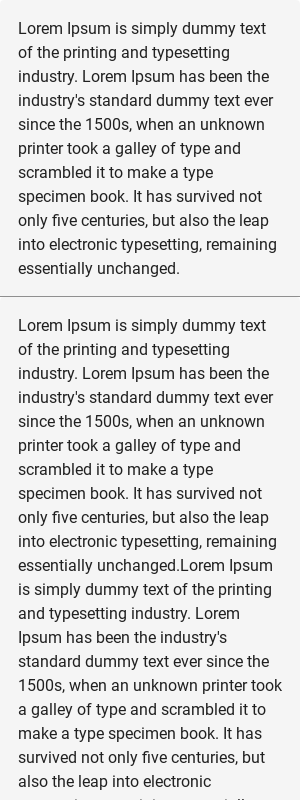 Lorem Ipsum is simply dummy text
of the printing and typesetting
industry. Lorem Ipsum has been the
industry's standard dummy text ever
since the 1500s, when an unknown
printer took a galley of type and
scrambled it to make a type
specimen book. It has survived not
only five centuries, but also the leap
into electronic typesetting, remaining
essentially unchanged.
Lorem Ipsum is simply dummy text
of the printing and typesetting
industry. Lorem Ipsum has been the
industry's standard dummy text ever
since the 1500s, when an unknown
printer took a galley of type and
scrambled it to make a type
specimen book. It has survived not
only five centuries, but also the leap
into electronic typesetting, remaining
essentially unchanged.Lorem Ipsum
is simply dummy text of the printing
and typesetting industry. Lorem
Ipsum has been the industry's
standard dummy text ever since the
1500s, when an unknown printer took
a galley of type and scrambled it to
make a type specimen book. It has
survived not only five centuries, but
also the leap into electronic